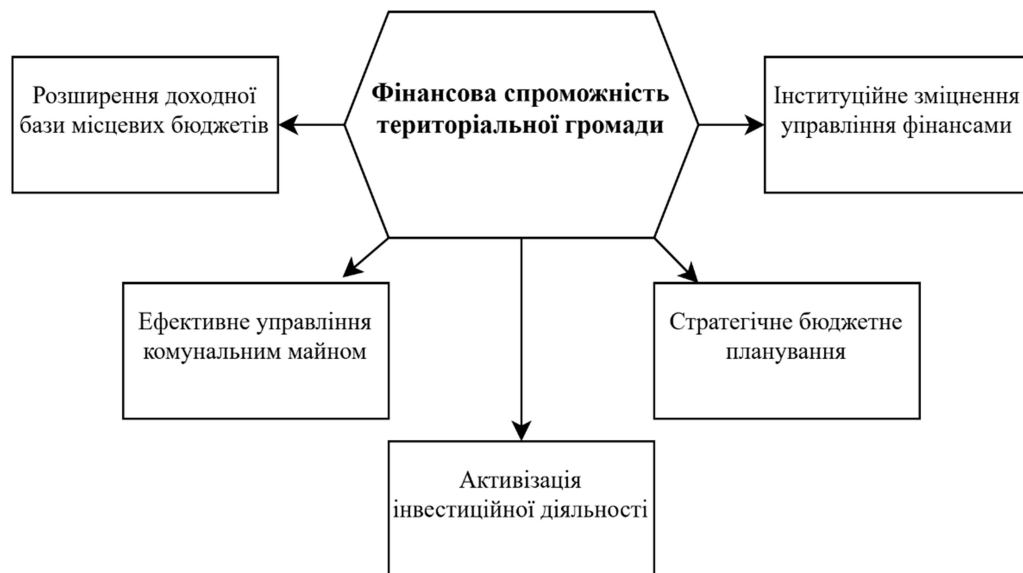 Фінансова спроможність
територіальної громади
Розширення доходної
бази місцевих бюджетів
Інституційне зміцнення
управління фінансами
Ефективне управління
комунальним майном
Стратегічне бюджетне
планування
Активізація
інвестиційної діяльності